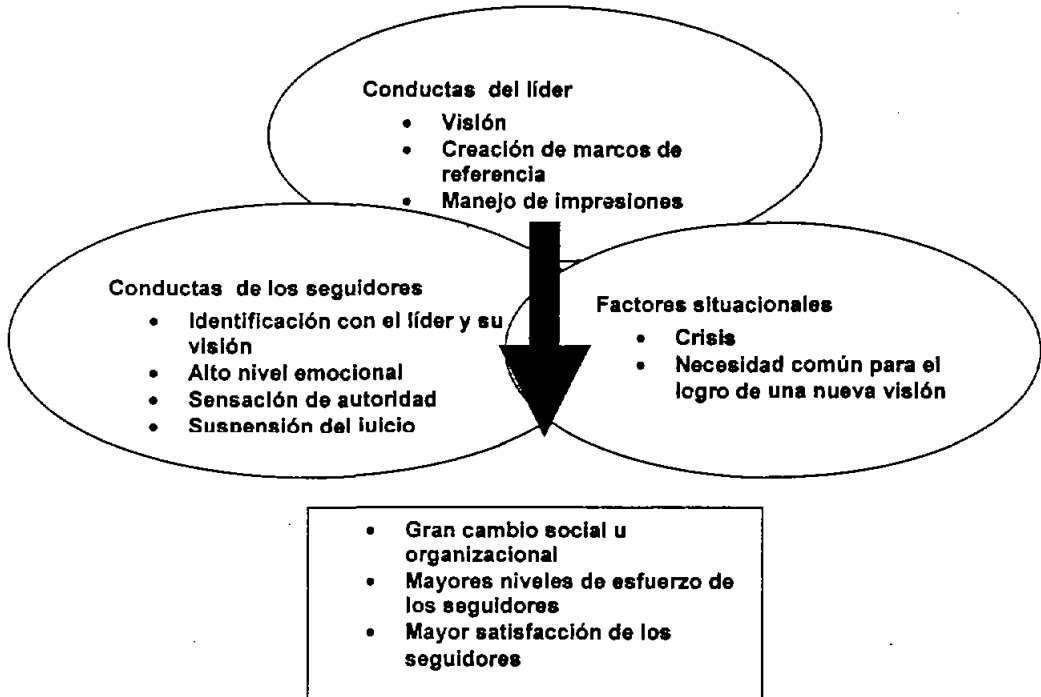 Conductas del líder
• Visión
• Creación de marcos de
referencia
• Manejo de impresiones
Conductas de los seguidores
• Identificación con el líder y su
visión
• Alto nivel emocional
• Sensación de autoridad
• Suspensión del juicio
Factores situacionales
• Crisis
• Necesidad común para el
logro de una nueva visión
• Gran cambio social u
organizacional
• Mayores niveles de esfuerzo de
los seguidores
• Mayor satisfacción de los
seguidores